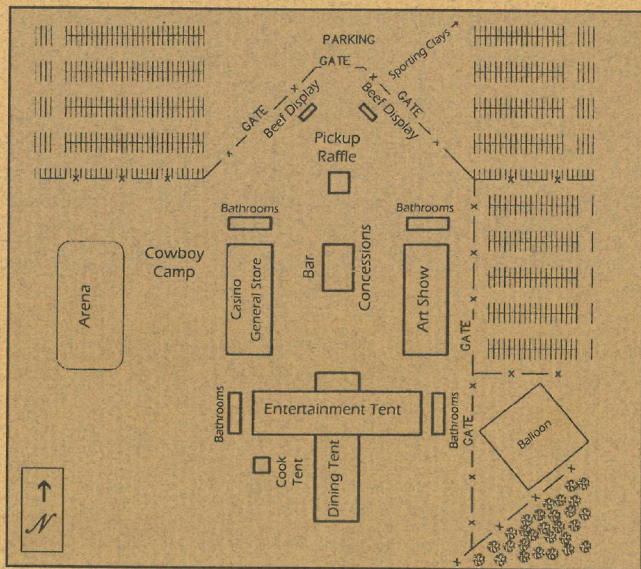 PARKING
GATE
Sporting Clays
GATE
GATE
Beef Display
Beef Display
Pickup
Raffle
Bathrooms
Bathrooms
Cowboy
Camp
Arena
Casino
General Store
Bar
Concessions
Art Show
GATE
Bathrooms
Entertainment Tent
Bathrooms
GATE
Balloon
Cook
Tent
Dining Tent
N